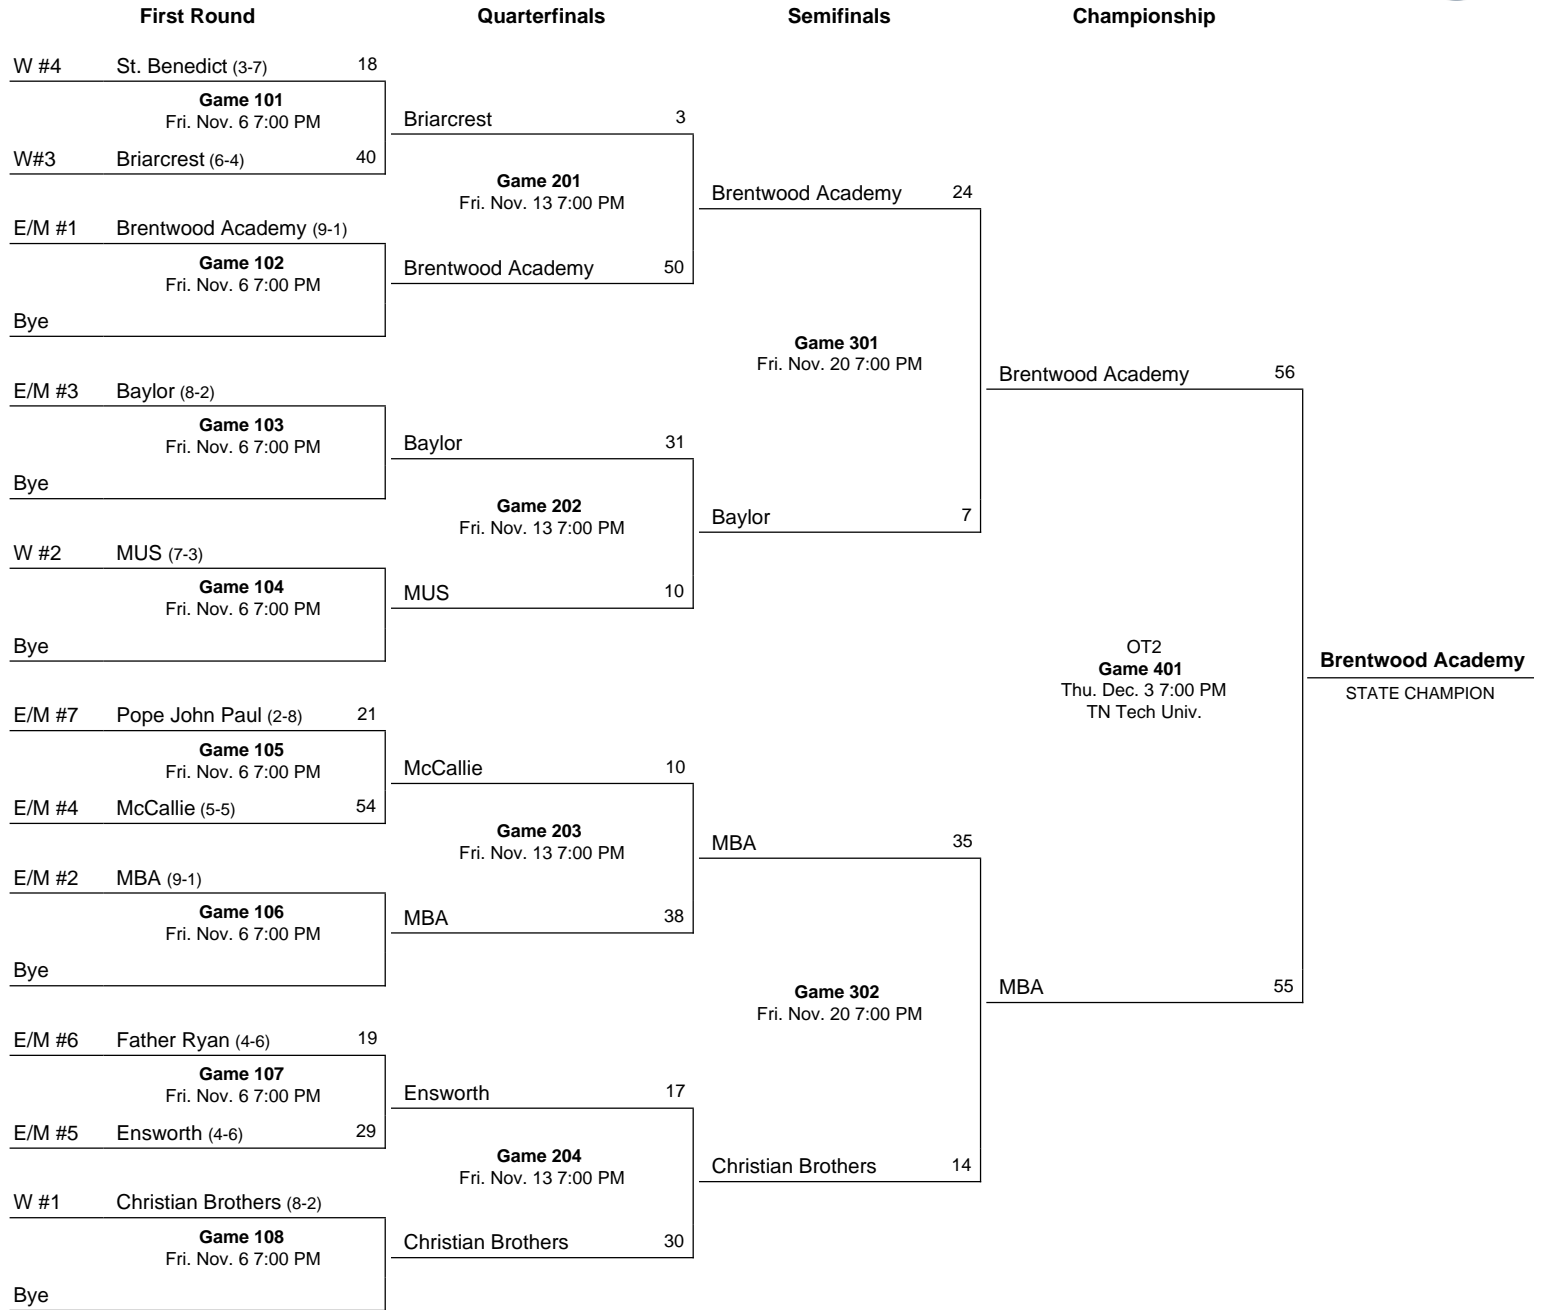 First Round Quarterfinals Semifinals Championship
W #4 St. Benedict (3-7) 18
Game 101
Fri. Nov. 6 7:00 PM
W#3 Briarcrest (6-4) 40
E/M #1 Brentwood Academy (9-1)
Game 102
Fri. Nov. 6 7:00 PM
Bye
E/M #3 Baylor (8-2)
Game 103
Fri. Nov. 6 7:00 PM
Bye
W #2 MUS (7-3)
Game 104
Fri. Nov. 6 7:00 PM
Bye
E/M #7 Pope John Paul (2-8) 21
Game 105
Fri. Nov. 6 7:00 PM
E/M #4 McCallie (5-5) 54
E/M #2 MBA (9-1)
Game 106
Fri. Nov. 6 7:00 PM
Bye
E/M #6 Father Ryan (4-6) 19
Game 107
Fri. Nov. 6 7:00 PM
E/M #5 Ensworth (4-6) 29
W #1 Christian Brothers (8-2)
Game 108
Fri. Nov. 6 7:00 PM
Bye
Briarcrest 3
Game 201
Fri. Nov. 13 7:00 PM
Brentwood Academy 50
Baylor 31
Game 202
Fri. Nov. 13 7:00 PM
MUS 10
McCallie 10
Game 203
Fri. Nov. 13 7:00 PM
MBA 38
Ensworth 17
Game 204
Fri. Nov. 13 7:00 PM
Christian Brothers 30
Brentwood Academy 24
Game 301
Fri. Nov. 20 7:00 PM
Baylor 7
MBA 35
Game 302
Fri. Nov. 20 7:00 PM
Christian Brothers 14
Brentwood Academy 56
OT2
Game 401
Thu. Dec. 3 7:00 PM
TN Tech Univ.
MBA 55
Brentwood Academy
STATE CHAMPION